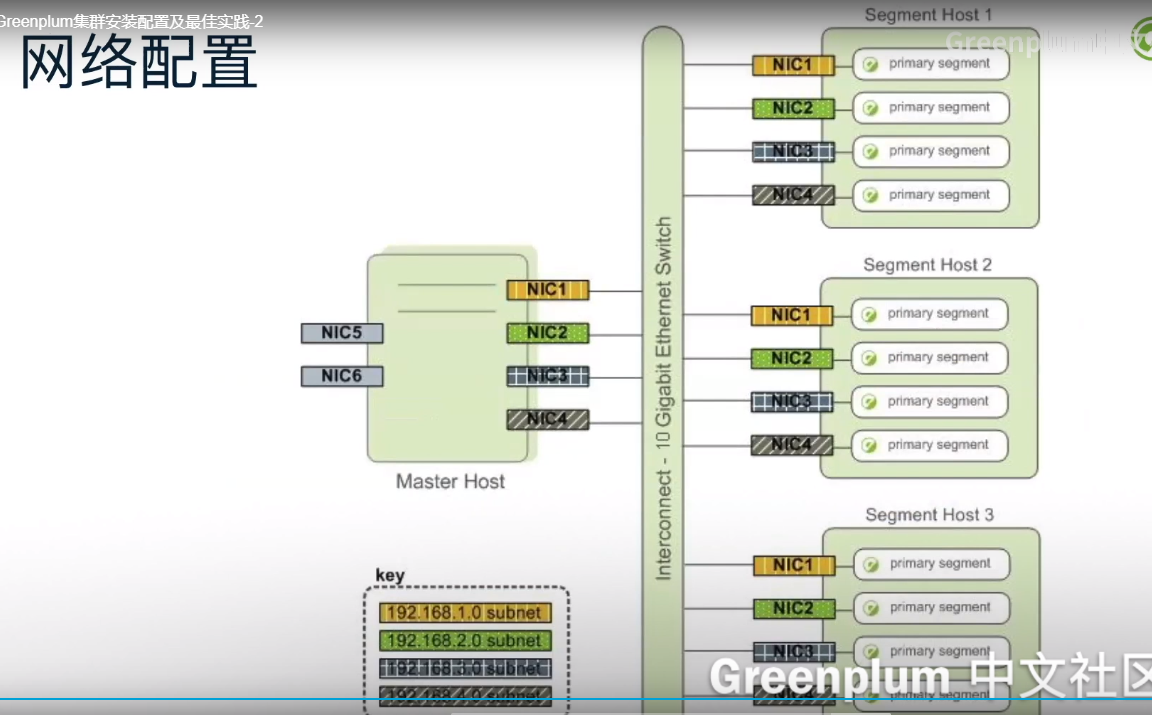 Greenplum集群安装配置及最佳实践-2
网络配置
Segment Host 1
Greenplum
NIC1
primary segment
NIC2
primary segment
NIC3
primary segment
NIC4
primary segment
Segment Host 2
NIC1
primary segment
NIC2
primary segment
NIC3
primary segment
NIC4
primary segment
Segment Host 3
NIC1
primary segment
NIC2
primary segment
NIC3
primary segment
NIC4
primary segment
Interconnect - 10 Gigabit Ethernet Switch
NIC1
NIC2
NIC3
NIC4
NIC5
NIC6
Master Host
key
192.168.1.0 subnet
192.168.2.0 subnet
192.168.3.0 subnet
192.168.4.0 subnet
Greenplum 中文社区